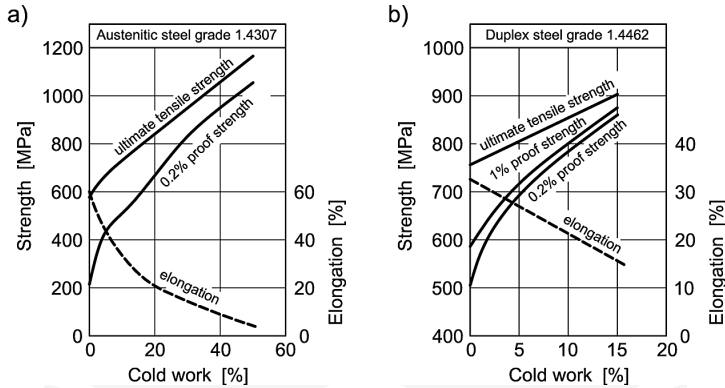 a)
Austenitic steel grade 1.4307
1200
1000
800
600
400
200
0
Strength [MPa]
ultimate tensile strength
0.2% proof strength
elongation
60
40
20
0
Elongation [%]
0 20 40 60
Cold work [%]
b)
Duplex steel grade 1.4462
1000
900
800
700
600
500
400
Strength [MPa]
ultimate tensile strength
1% proof strength
0.2% proof strength
elongation
40
30
20
10
0
Elongation [%]
0 5 10 15 20
Cold work [%]